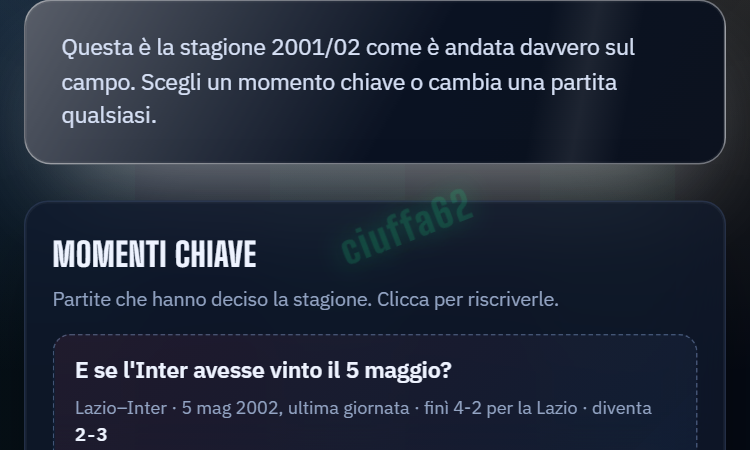 Questa è la stagione 2001/02 come è andata davvero sul
campo. Scegli un momento chiave o cambia una partita
qualsiasi.
ciuffa62
MOMENTI CHIAVE
Partite che hanno deciso la stagione. Clicca per riscriverle.
E se l'Inter avesse vinto il 5 maggio?
Lazio–Inter · 5 mag 2002, ultima giornata · finì 4-2 per la Lazio · diventa
2-3